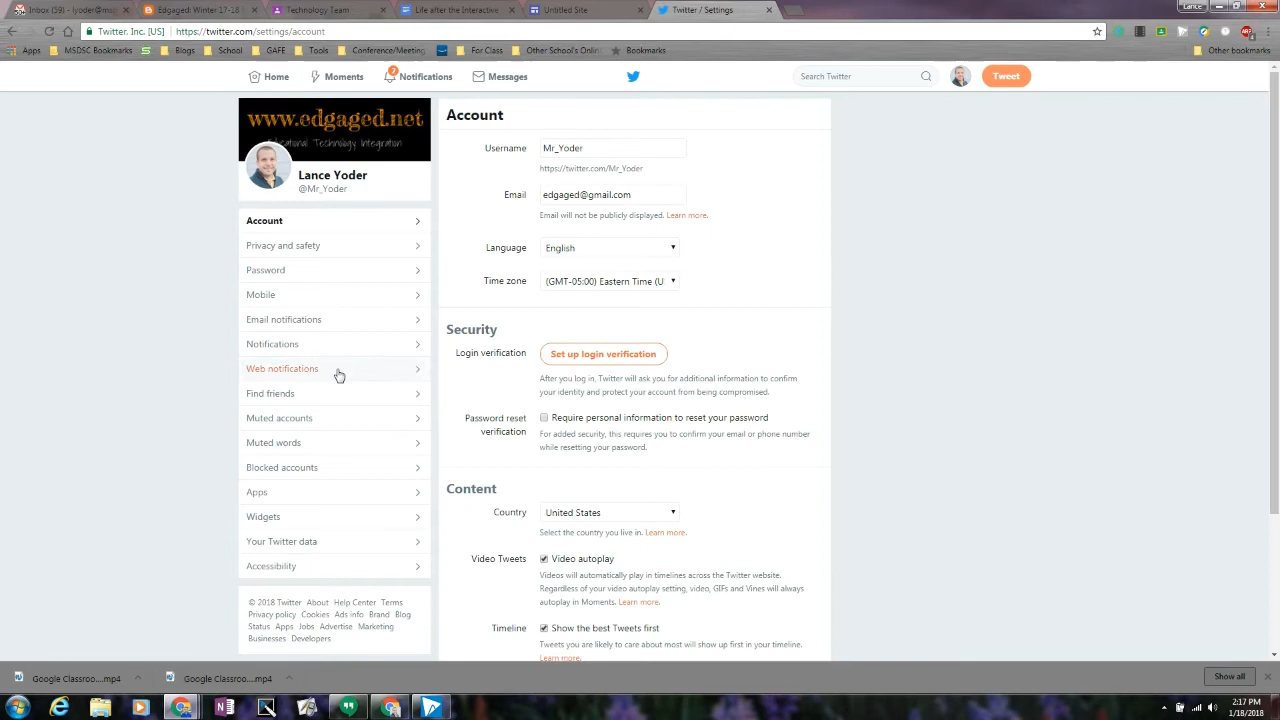 Inbox (59) - lyoder@
Edgaged Winter 17-18
Technology Team
Life after the Interactive
Untitled Site
Twitter / Settings
Lance
Twitter, Inc. [US] https://twitter.com/settings/account
Apps MSDSC Bookmark Blogs School GAFE Tools Conference/Meeting For Class Other School's Onlin Bookmarks Other bookmarks
Home Moments Notifications Messages Search Twitter Tweet
www.edgaged.net
Educational Technology Integration
Lance Yoder
@Mr_Yoder
Account
Privacy and safety
Password
Mobile
Email notifications
Notifications
Web notifications
Find friends
Muted accounts
Muted words
Blocked accounts
Apps
Widgets
Your Twitter data
Accessibility
© 2018 Twitter About Help Center Terms
Privacy policy Cookies Ads info Brand Blog
Status Apps Jobs Advertise Marketing
Businesses Developers
Account
Username Mr_Yoder
https://twitter.com/Mr_Yoder
Email edgaged@gmail.com
Email will not be publicly displayed. Learn more.
Language English
Time zone (GMT-05:00) Eastern Time (U
Security
Login verification Set up login verification
After you log in, Twitter will ask you for additional information to confirm
your identity and protect your account from being compromised.
Password reset verification
Require personal information to reset your password
For added security, this requires you to confirm your email or phone number
while resetting your password.
Content
Country United States
Select the country you live in. Learn more.
Video Tweets Video autoplay
Videos will automatically play in timelines across the Twitter website.
Regardless of your video autoplay setting, video, GIFs and Vines will always
autoplay in Moments. Learn more.
Timeline Show the best Tweets first
Tweets you are likely to care about most will show up first in your timeline.
Learn more.
Google Classroo....mp4
Google Classroo....mp4
Show all
2:17 PM
1/18/2018